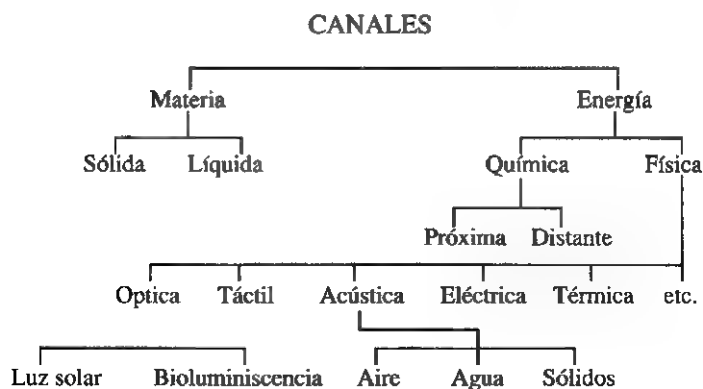 CANALES
Materia Energía
Sólida Líquida Química Física
Próxima Distante
Optica Táctil Acústica Eléctrica Térmica etc.
Luz solar Bioluminiscencia Aire Agua Sólidos